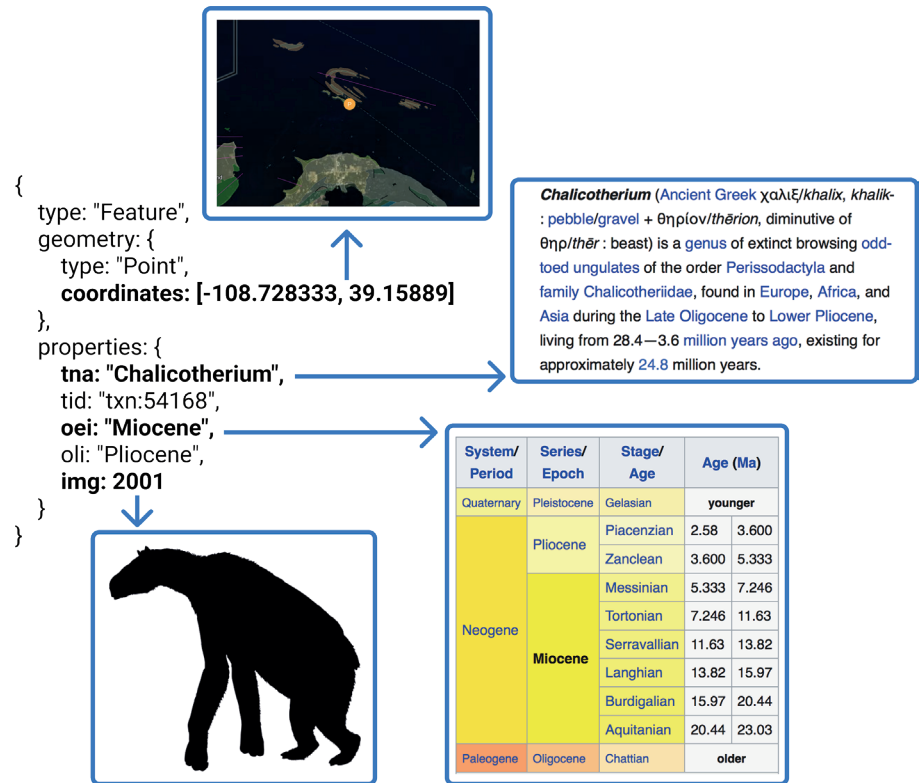 {
type: "Feature",
geometry: {
type: "Point",
coordinates: [-108.728333, 39.15889]
},
properties: {
tna: "Chalicotherium",
tid: "txn:54168",
oei: "Miocene",
oli: "Pliocene",
img: 2001
}
}
P
Chalicotherium (Ancient Greek χαλιξ/khalix, khalik-
: pebble/gravel + θηρίον/thērion, diminutive of
θηρ/thēr : beast) is a genus of extinct browsing odd-
toed ungulates of the order Perissodactyla and
family Chalicotheriidae, found in Europe, Africa, and
Asia during the Late Oligocene to Lower Pliocene,
living from 28.4—3.6 million years ago, existing for
approximately 24.8 million years.
System/ Period Series/ Epoch Stage/ Age Age (Ma)
Quaternary Pleistocene Gelasian younger
Neogene Pliocene Piacenzian 2.58 3.600
Zanclean 3.600 5.333
Miocene Messinian 5.333 7.246
Tortonian 7.246 11.63
Serravallian 11.63 13.82
Langhian 13.82 15.97
Burdigalian 15.97 20.44
Aquitanian 20.44 23.03
Paleogene Oligocene Chattian older